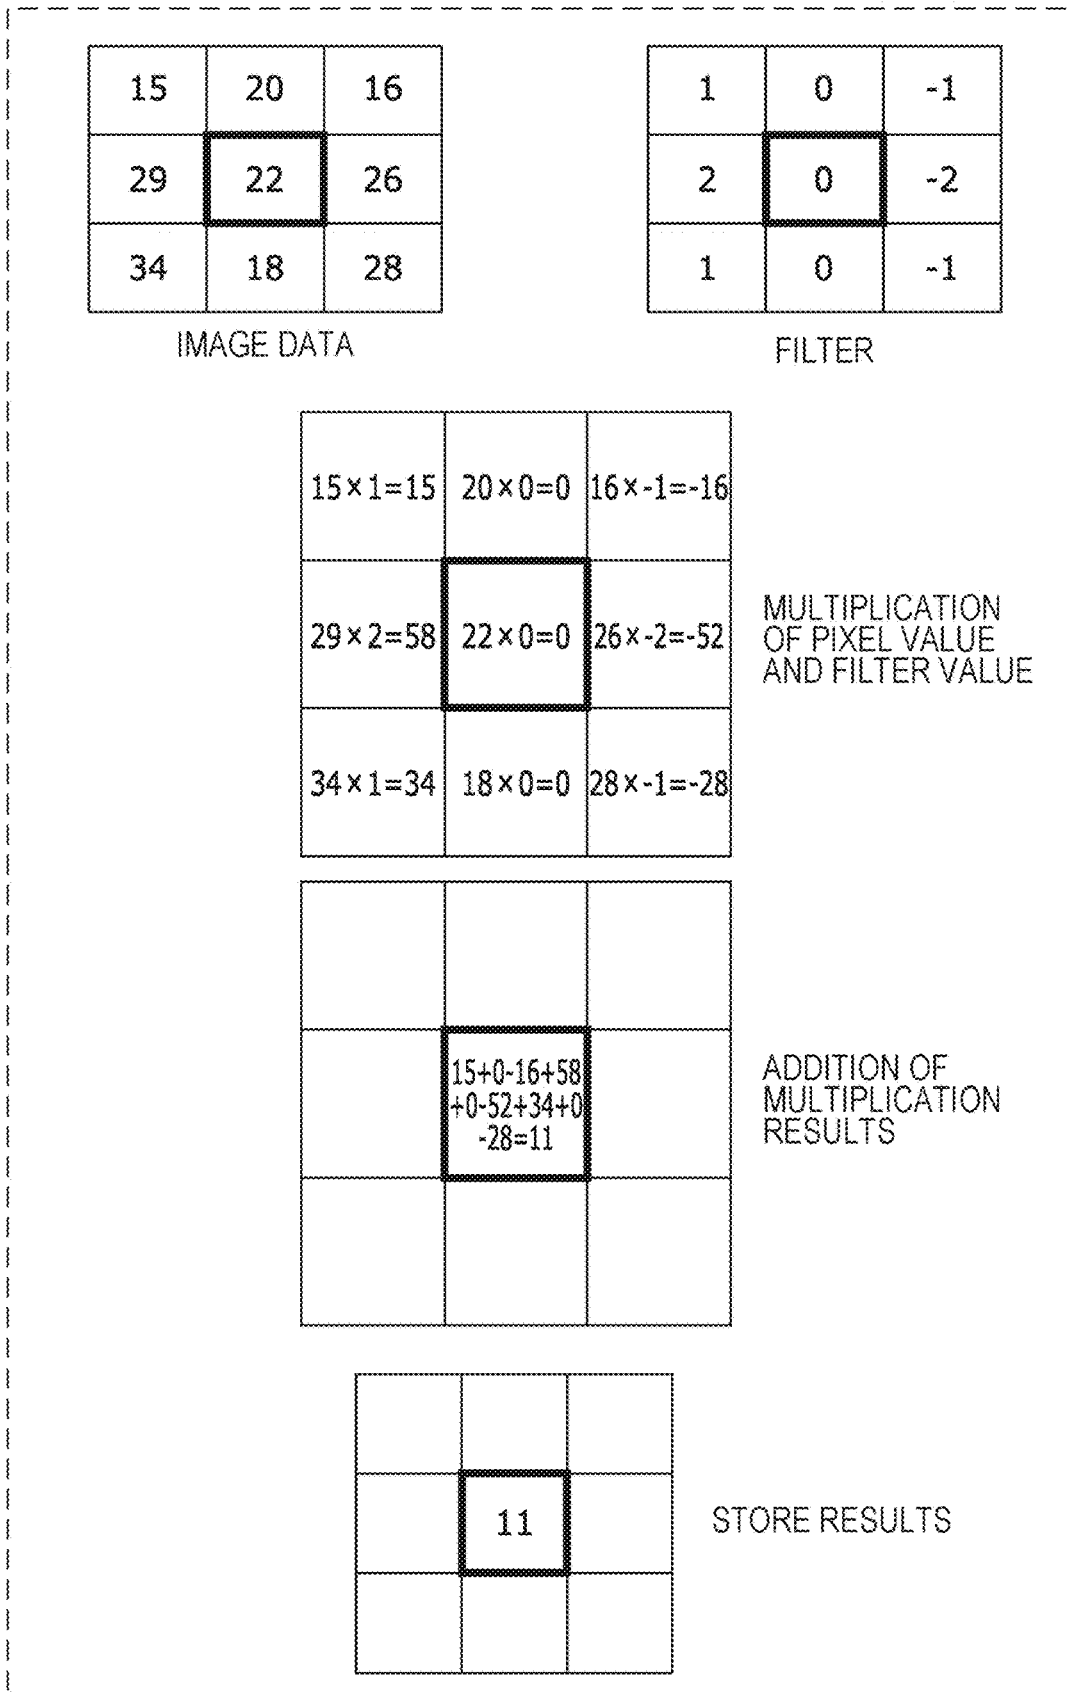 15 20 16
29 22 26
34 18 28
IMAGE DATA
1 0 -1
2 0 -2
1 0 -1
FILTER
15×1=15 20×0=0 16×-1=-16
29×2=58 22×0=0 26×-2=-52
34×1=34 18×0=0 28×-1=-28
MULTIPLICATION
OF PIXEL VALUE
AND FILTER VALUE
15+0-16+58
+0-52+34+0
-28=11
ADDITION OF
MULTIPLICATION
RESULTS
11
STORE RESULTS